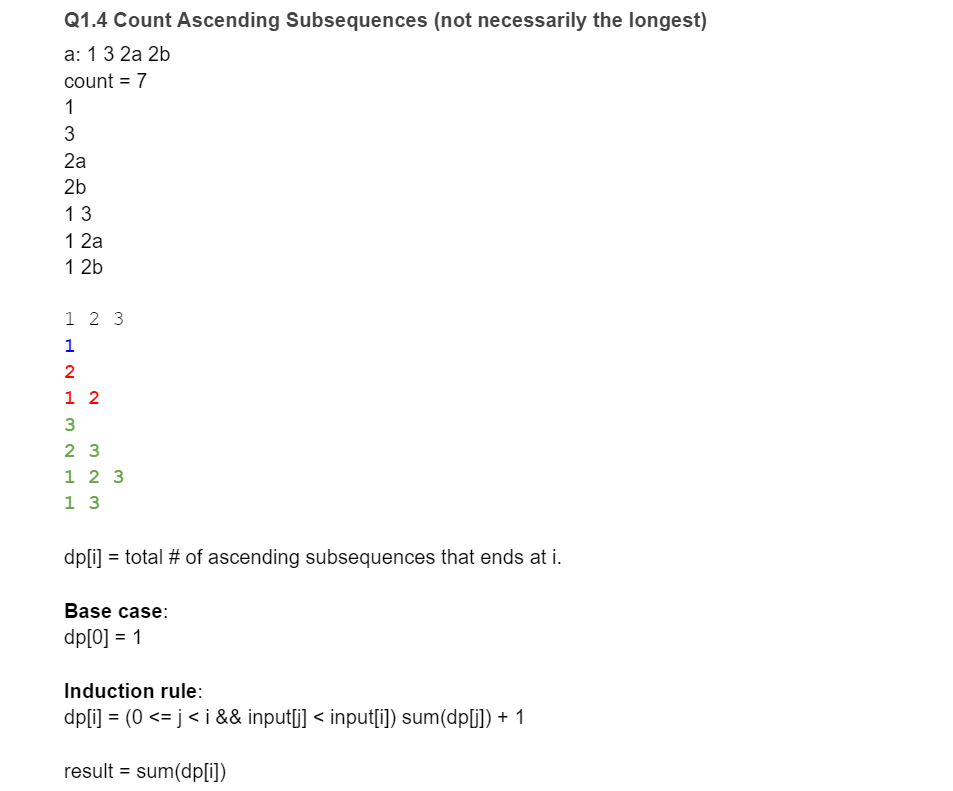 Q1.4 Count Ascending Subsequences (not necessarily the longest)
a: 1 3 2a 2b
count = 7
1
3
2a
2b
1 3
1 2a
1 2b
1 2 3
1
2
1 2
3
2 3
1 2 3
1 3
dp[i] = total # of ascending subsequences that ends at i.
Base case:
dp[0] = 1
Induction rule:
dp[i] = (0 <= j < i && input[j] < input[i]) sum(dp[j]) + 1
result = sum(dp[i])